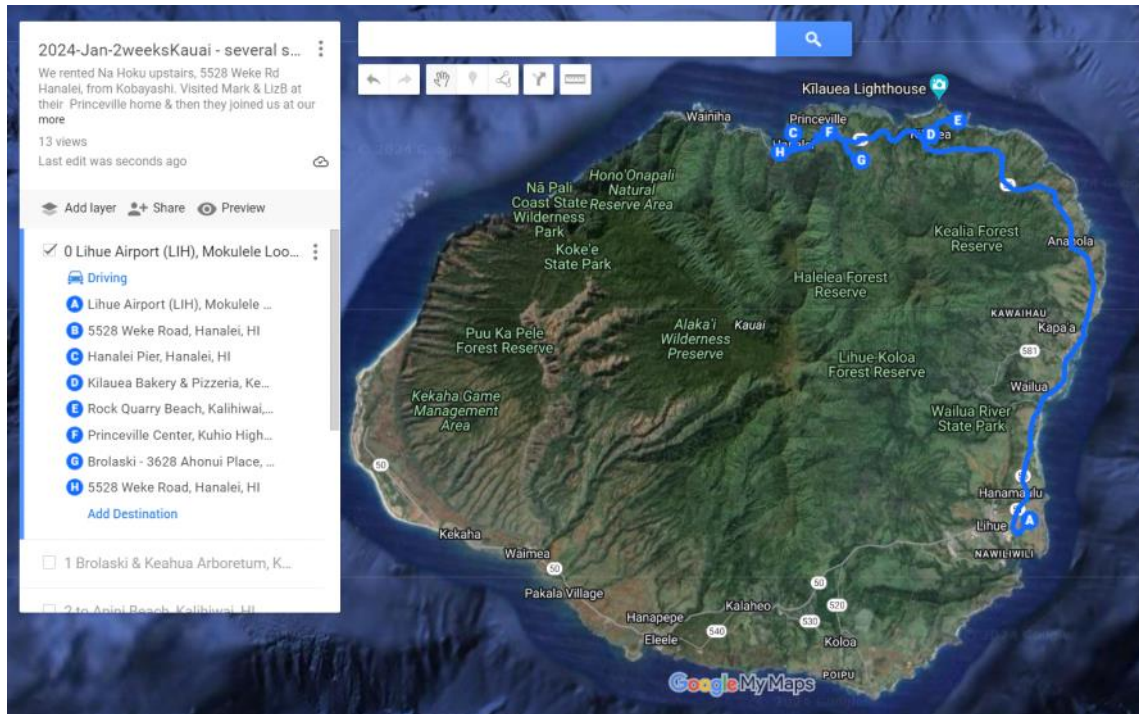 2024-Jan-2weeksKauai - several s...
We rented Na Hoku upstairs, 5528 Weke Rd
Hanalei, from Kobayashi. Visited Mark & LizB at
their Princeville home & then they joined us at our
more
13 views
Last edit was seconds ago
Add layer
Share
Preview
0 Lihue Airport (LIH), Mokulele Loo...
Driving
A Lihue Airport (LIH), Mokulele ...
B 5528 Weke Road, Hanalei, HI
C Hanalei Pier, Hanalei, HI
D Kilauea Bakery & Pizzeria, Ke...
E Rock Quarry Beach, Kalihiwai,...
F Princeville Center, Kuhio High...
G Brolaski - 3628 Ahonui Place, ...
H 5528 Weke Road, Hanalei, HI
Add Destination
1 Brolaski & Keahua Arboretum, K...
2 to Anini Beach, Kalihiwai, HI
Kīlauea Lighthouse
Wainiha
Princeville
C
F
D
E
H
G
Hono'Onapali
Natural
Reserve Area
Nā Pali
Coast State
Wilderness
Park
Koke'e
State Park
Kealia Forest
Reserve
Anahola
Halelea Forest
Reserve
KAWAIHAU
Kapa'a
581
Puu Ka Pele
Forest Reserve
Alaka'i
Wilderness
Preserve
Kauai
Lihue-Koloa
Forest Reserve
Wailua
Kekaha Game
Management
Area
Wailua River
State Park
50
Hanamaulu
Lihue
A
NAWILIWILI
Kekaha
Waimea
50
Pakala Village
50
Kalaheo
520
530
Hanapepe
540
Eleele
Koloa
POIPU
Google My Maps